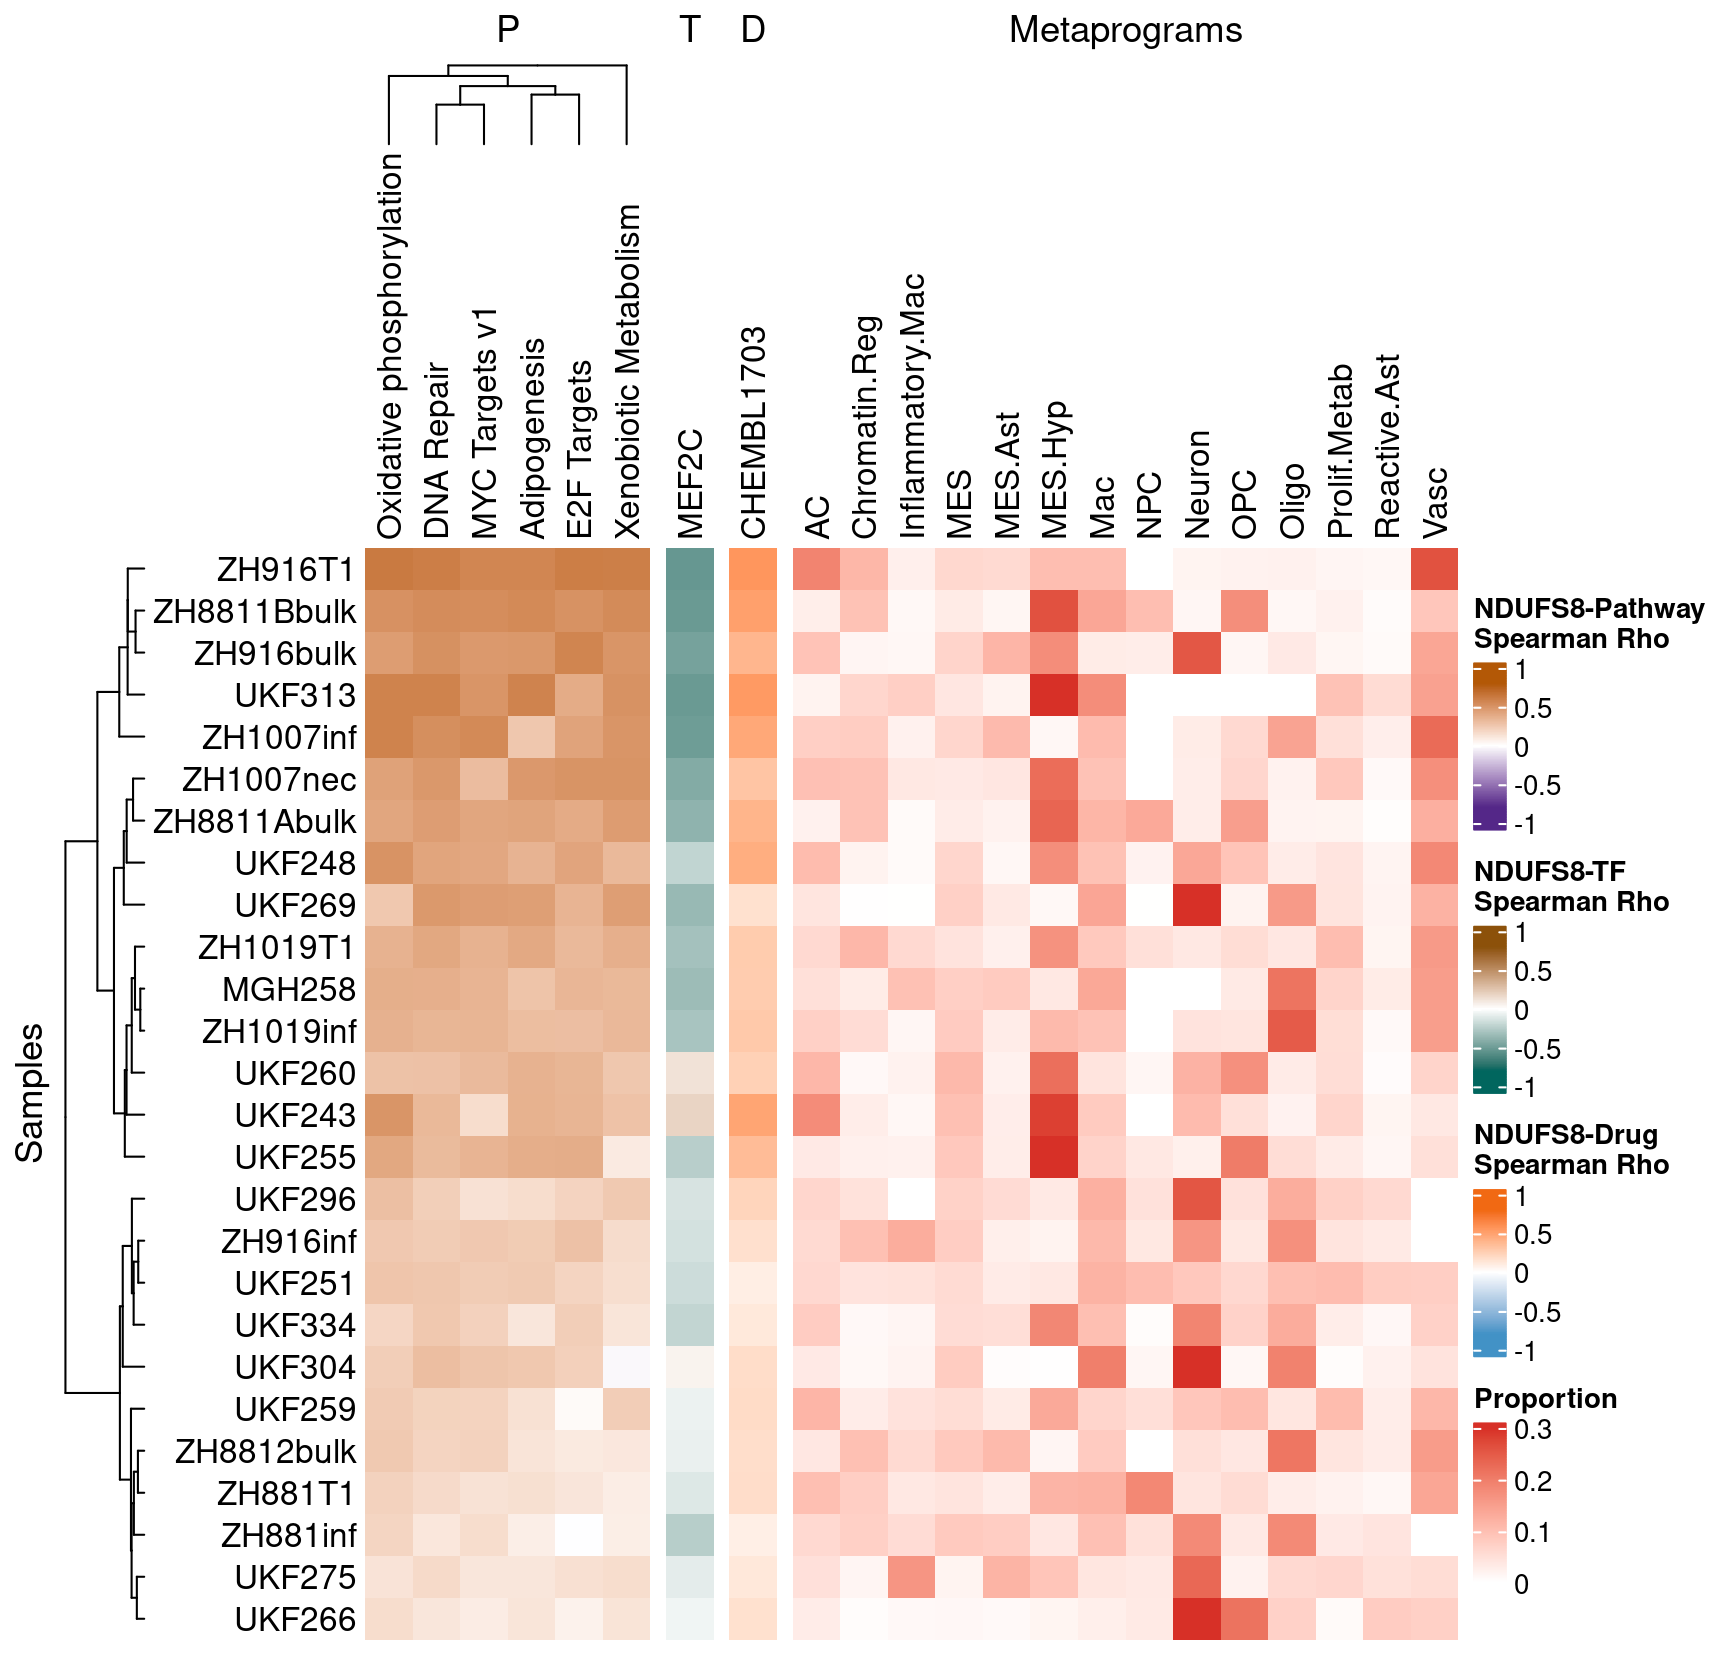 P T D Metaprograms
Oxidative phosphorylation
DNA Repair
MYC Targets v1
Adipogenesis
E2F Targets
Xenobiotic Metabolism
MEF2C
CHEMBL1703
AC
Chromatin.Reg
Inflammatory.Mac
MES
MES.Ast
MES.Hyp
Mac
NPC
Neuron
OPC
Oligo
Prolif.Metab
Reactive.Ast
Vasc
Samples
ZH916T1
ZH8811Bbulk
ZH916bulk
UKF313
ZH1007inf
ZH1007nec
ZH8811Abulk
UKF248
UKF269
ZH1019T1
MGH258
ZH1019inf
UKF260
UKF243
UKF255
UKF296
ZH916inf
UKF251
UKF334
UKF304
UKF259
ZH8812bulk
ZH881T1
ZH881inf
UKF275
UKF266
NDUFS8-Pathway
Spearman Rho
1
0.5
0
-0.5
-1
NDUFS8-TF
Spearman Rho
1
0.5
0
-0.5
-1
NDUFS8-Drug
Spearman Rho
1
0.5
0
-0.5
-1
Proportion
0.3
0.2
0.1
0